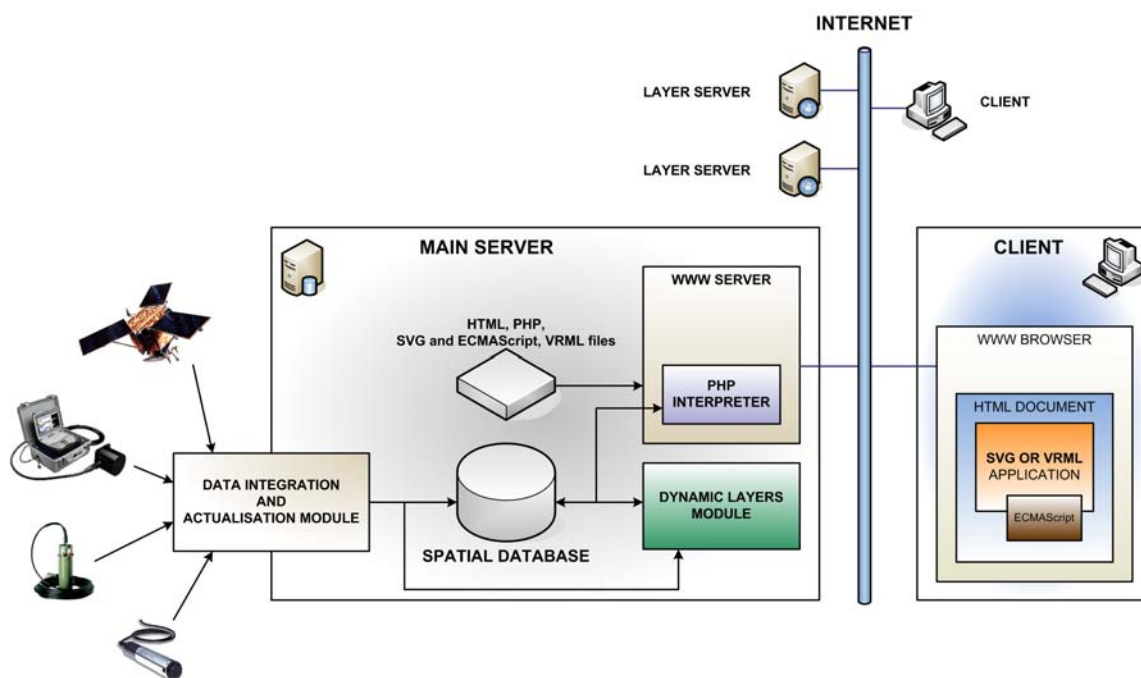 INTERNET
LAYER SERVER
CLIENT
LAYER SERVER
MAIN SERVER
CLIENT
WWW SERVER
HTML, PHP,
SVG and ECMAScript, VRML files
PHP
INTERPRETER
WWW BROWSER
HTML DOCUMENT
SVG OR VRML
APPLICATION
ECMAScript
DATA INTEGRATION
AND
ACTUALISATION MODULE
DYNAMIC LAYERS
MODULE
SPATIAL DATABASE